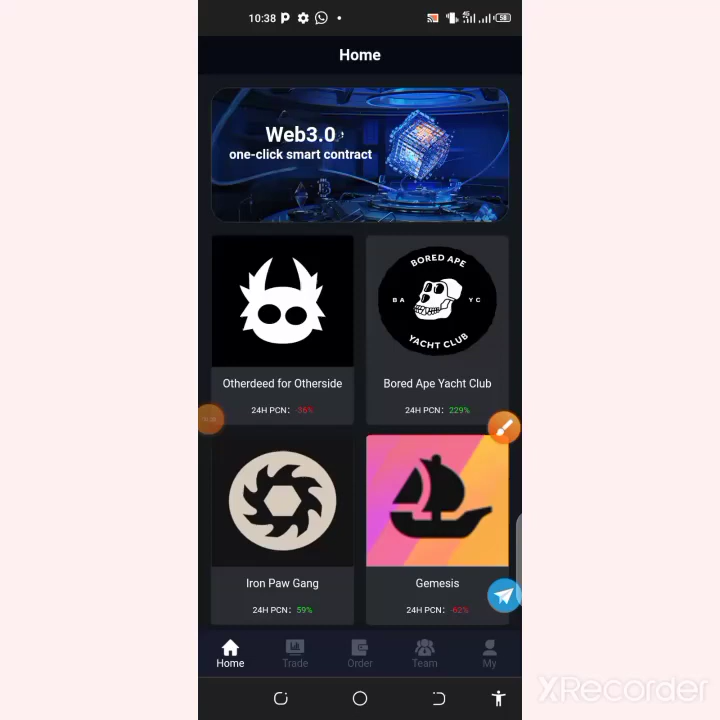 10:38
58
Home
Web3.0
one-click smart contract
BORED APE
BA YC
YACHT CLUB
Otherdeed for Otherside
Bored Ape Yacht Club
24H PCN: -36%
24H PCN: 229%
Iron Paw Gang
Gemesis
24H PCN: 59%
24H PCN: -62%
Home
Trade
Order
Team
My
XRecorder